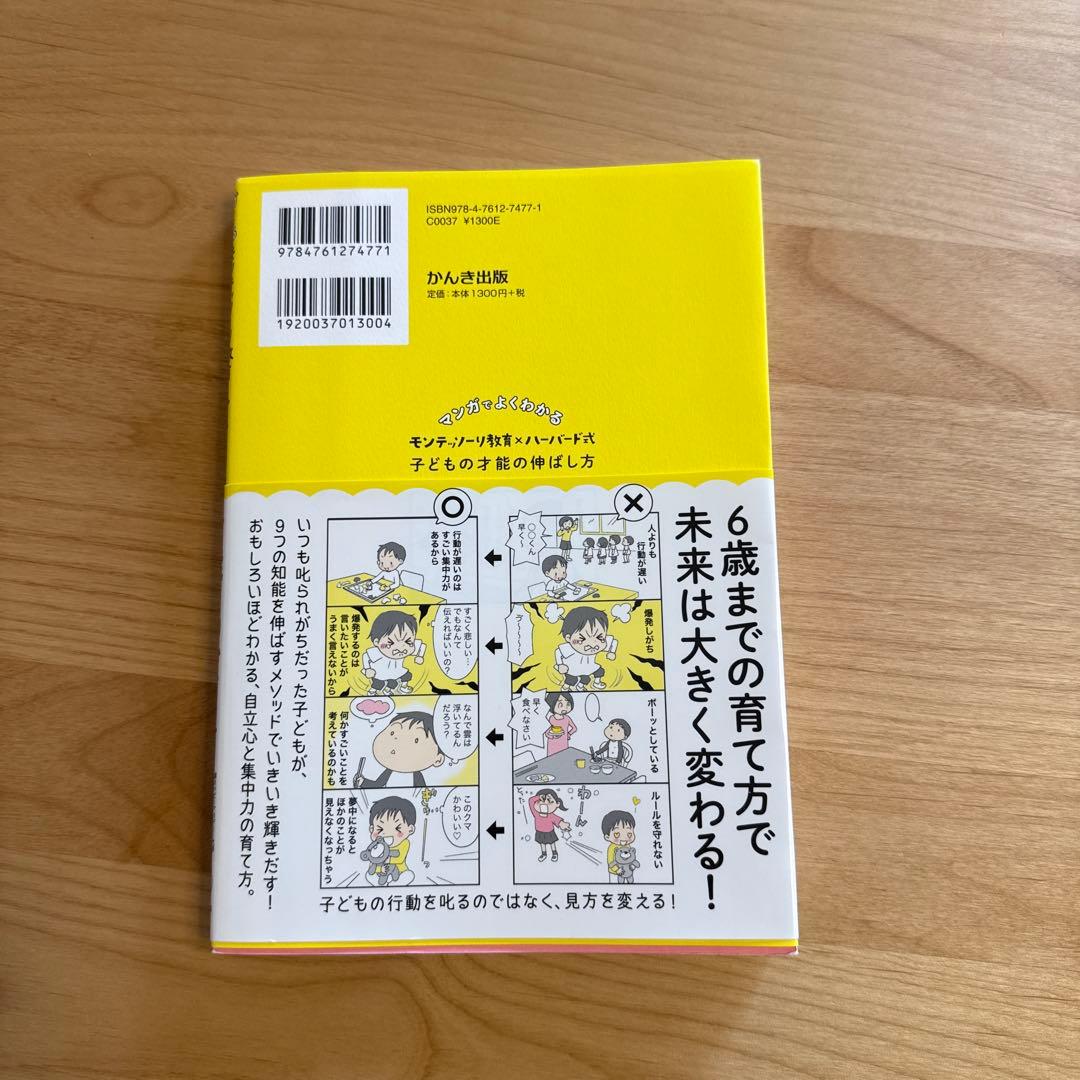 9784761274771
1920037013004
ISBN978-4-7612-7477-1
C0037 ¥1300E
かんき出版
定価:本体1300円+税
マンガでよくわかる
モンテッソーリ教育×ハーバード式
子どもの才能の伸ばし方
6歳までの育て方で
未来は大きく変わる!
×
人よりも
行動が遅い
○○くん
早く〜
爆発しがち
ボーッとしている
早く
食べなさい
ルールを守れない
わーん
○
行動が遅いのは
すごい集中力が
あるから
すごく悲しい…
でもなんて
伝えればいいの?
爆発するのは
言いたいことが
うまく言えないから
なんで雲は
浮いてるん
だろう?
何かすごいことを
考えているのかも
このクマ
かわいい♡
ぎゅーっ
夢中になると
ほかのことが
見えなくなっちゃう
子どもの行動を叱るのではなく、見方を変える!
いつも叱られがちだった子どもが、
9つの知能を伸ばすメソッドでいきいき輝きだす!
おもしろいほどわかる、自立心と集中力の育て方。